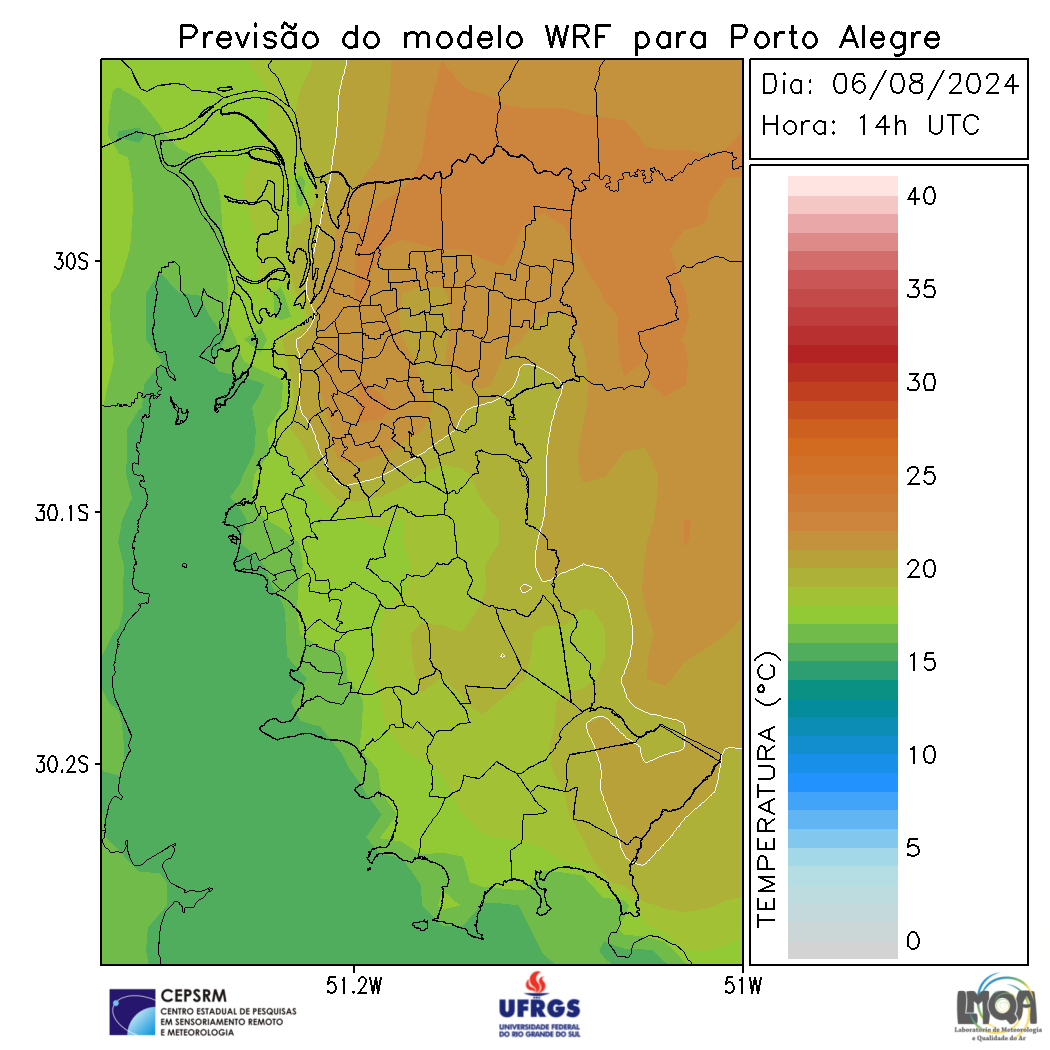 Previsão do modelo WRF para Porto Alegre
Dia: 06/08/2024
Hora: 14h UTC
30S
30.1S
30.2S
51.2W
51W
TEMPERATURA (°C)
40
35
30
25
20
15
10
5
0
CEPSRM
CENTRO ESTADUAL DE PESQUISAS
EM SENSORIAMENTO REMOTO
E METEOROLOGIA
UFRGS
UNIVERSIDADE FEDERAL
DO RIO GRANDE DO SUL
LMQA
Laboratório de Meteorologia
e Qualidade do Ar